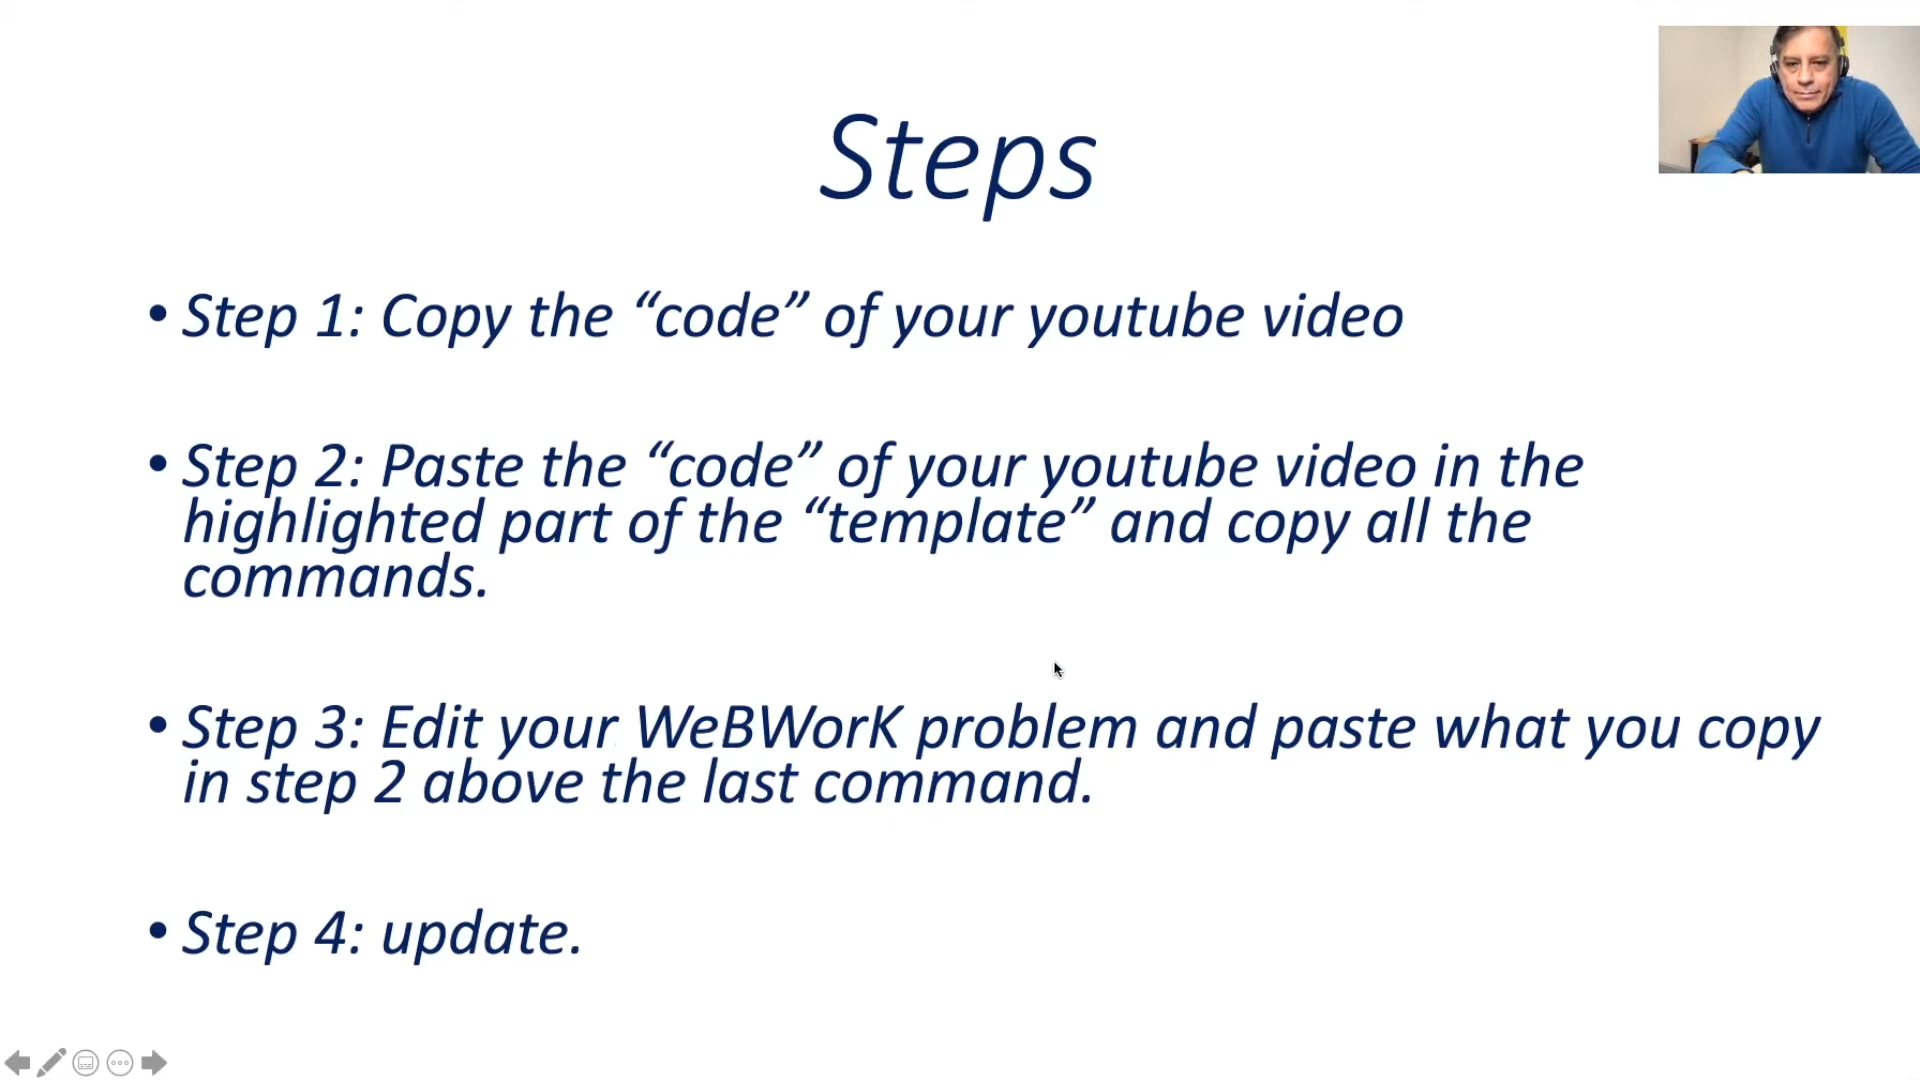 Steps
• Step 1: Copy the “code” of your youtube video
• Step 2: Paste the “code” of your youtube video in the
highlighted part of the “template” and copy all the
commands.
• Step 3: Edit your WeBWorK problem and paste what you copy
in step 2 above the last command.
• Step 4: update.